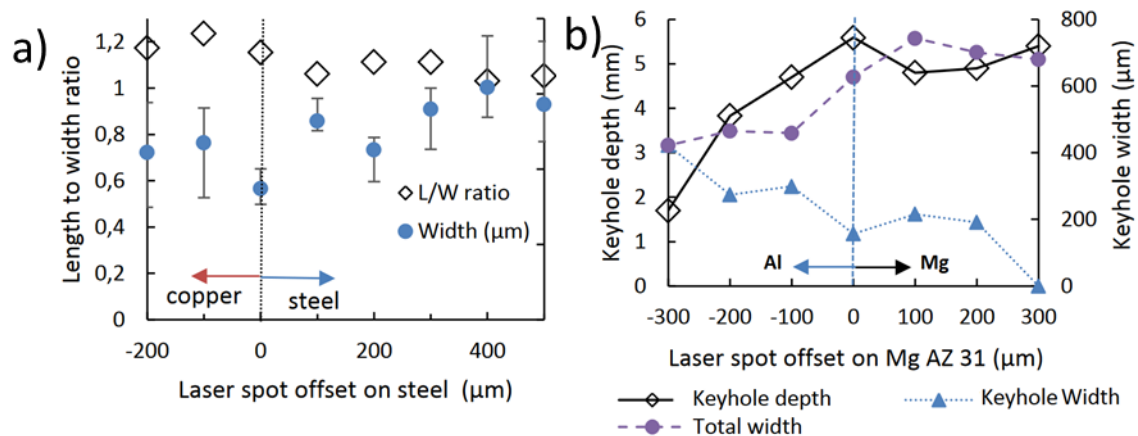 a)
Length to width ratio
1,2
1
0,8
0,6
0,4
0,2
0
L/W ratio
Width (µm)
copper
steel
-200
0
200
400
Laser spot offset on steel (µm)
b)
Keyhole depth (mm)
6
5
4
3
2
1
0
Al
Mg
800
600
400
200
0
Keyhole width (µm)
-300
-200
-100
0
100
200
300
Laser spot offset on Mg AZ 31 (µm)
Keyhole depth
Keyhole Width
Total width